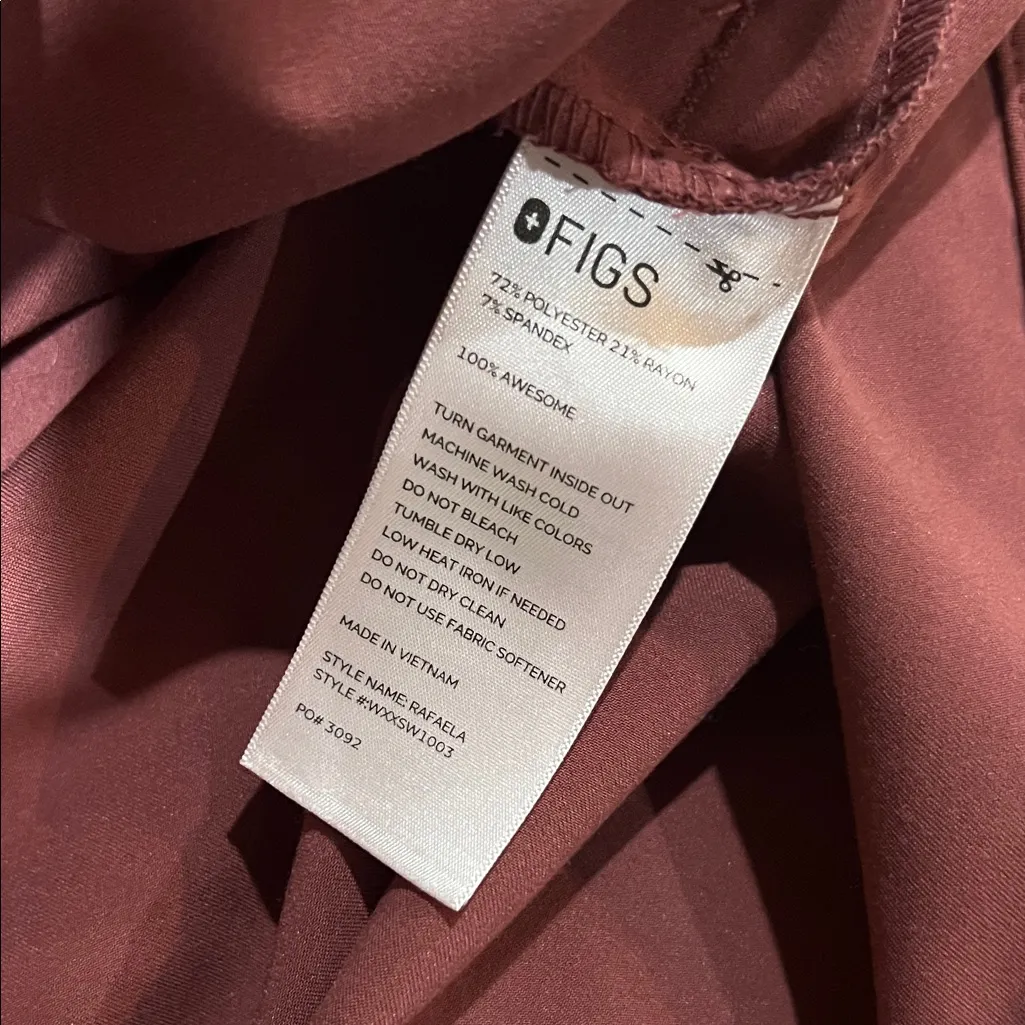 FIGS
72% POLYESTER 21% RAYON
7% SPANDEX
100% AWESOME
TURN GARMENT INSIDE OUT
MACHINE WASH COLD
WASH WITH LIKE COLORS
DO NOT BLEACH
TUMBLE DRY LOW
LOW HEAT IRON IF NEEDED
DO NOT DRY CLEAN
DO NOT USE FABRIC SOFTENER
MADE IN VIETNAM
STYLE NAME: RAFAELA
STYLE #:WXXSW1003
PO# 3092